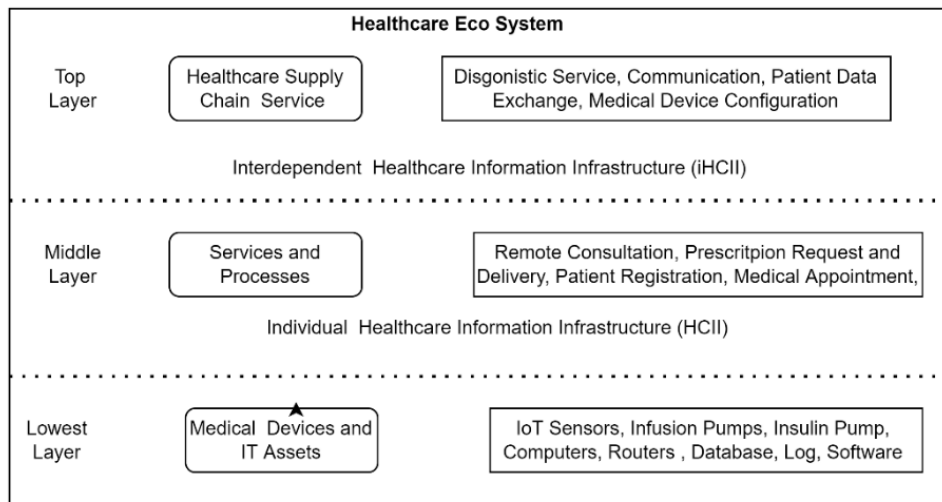 Healthcare Eco System
Top
Layer
Healthcare Supply
Chain Service
Disgonistic Service, Communication, Patient Data
Exchange, Medical Device Configuration
Interdependent Healthcare Information Infrastructure (iHCII)
Middle
Layer
Services and
Processes
Remote Consultation, Prescritpion Request and
Delivery, Patient Registration, Medical Appointment,
Individual Healthcare Information Infrastructure (HCII)
Lowest
Layer
Medical Devices and
IT Assets
IoT Sensors, Infusion Pumps, Insulin Pump,
Computers, Routers , Database, Log, Software